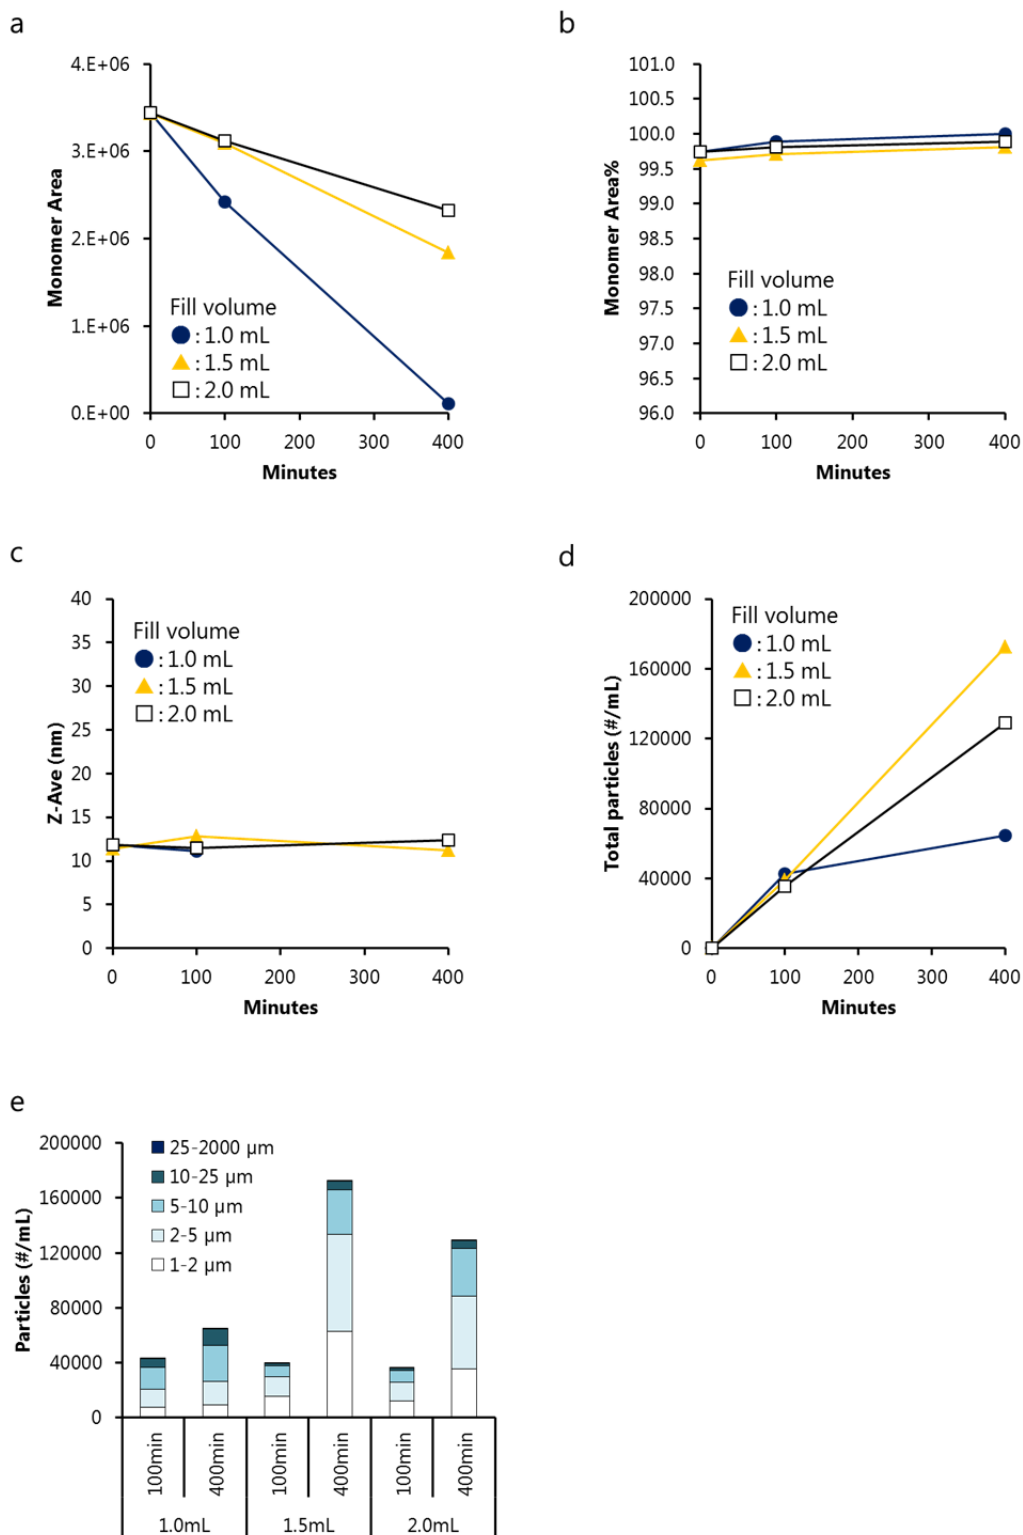 a
4.E+06
3.E+06
2.E+06
1.E+06
0.E+00
Monomer Area
Fill volume
: 1.0 mL
: 1.5 mL
: 2.0 mL
0 100 200 300 400
Minutes
b
101.0
100.5
100.0
99.5
99.0
98.5
98.0
97.5
97.0
96.5
96.0
Monomer Area%
Fill volume
: 1.0 mL
: 1.5 mL
: 2.0 mL
0 100 200 300 400
Minutes
c
40
35
30
25
20
15
10
5
0
Z-Ave (nm)
Fill volume
: 1.0 mL
: 1.5 mL
: 2.0 mL
0 100 200 300 400
Minutes
d
200000
160000
120000
80000
40000
0
Total particles (#/mL)
Fill volume
: 1.0 mL
: 1.5 mL
: 2.0 mL
0 100 200 300 400
Minutes
e
200000
160000
120000
80000
40000
0
Particles (#/mL)
25-2000 μm
10-25 μm
5-10 μm
2-5 μm
1-2 μm
100min 400min 100min 400min 100min 400min
1.0mL 1.5mL 2.0mL